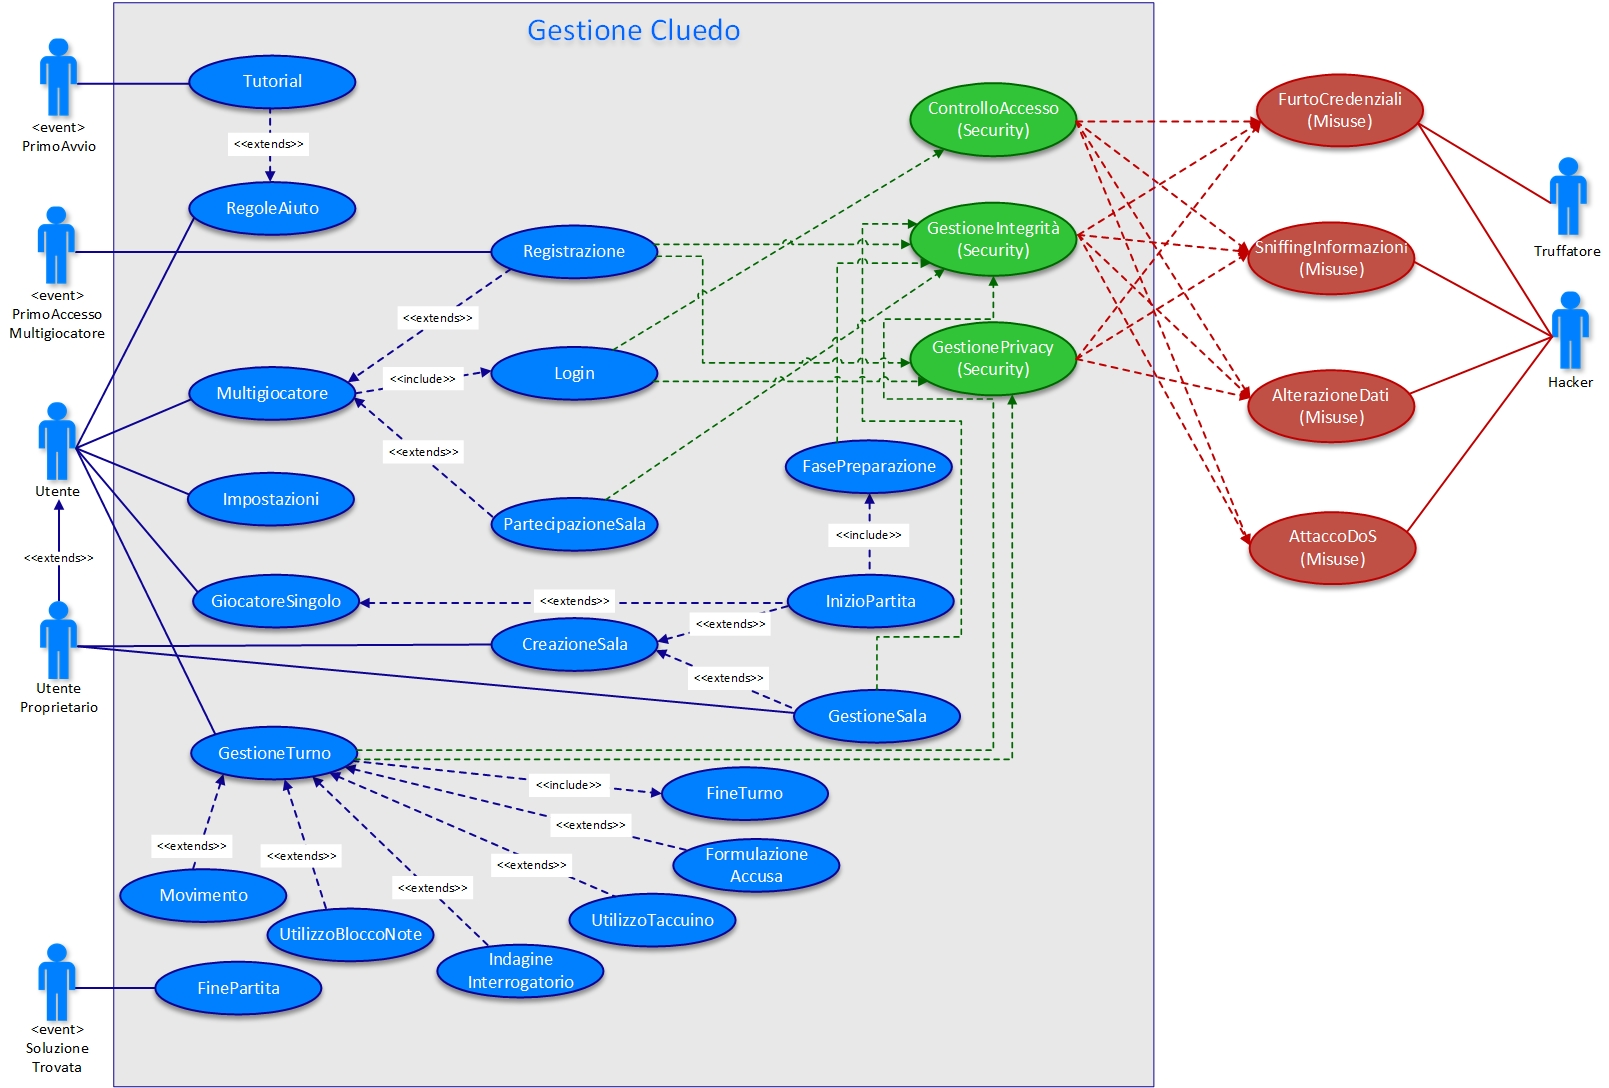 Gestione Cluedo
<event>
PrimoAvvio
Tutorial
<<extends>>
RegoleAiuto
<event>
PrimoAccesso
Multigiocatore
Registrazione
<<extends>>
Multigiocatore
<<include>>
Login
<<extends>>
Utente
Impostazioni
PartecipazioneSala
<<extends>>
GiocatoreSingolo
<<extends>>
Utente
Proprietario
CreazioneSala
<<extends>>
<<extends>>
InizioPartita
<<include>>
FasePreparazione
GestioneSala
GestioneTurno
<<include>>
FineTurno
<<extends>>
Formulazione
Accusa
<<extends>>
UtilizzoTaccuino
<<extends>>
Indagine
Interrogatorio
<<extends>>
UtilizzoBloccoNote
<<extends>>
Movimento
FinePartita
<event>
Soluzione
Trovata
ControlloAccesso
(Security)
GestioneIntegrità
(Security)
GestionePrivacy
(Security)
FurtoCredenziali
(Misuse)
SniffingInformazioni
(Misuse)
AlterazioneDati
(Misuse)
AttaccoDoS
(Misuse)
Truffatore
Hacker